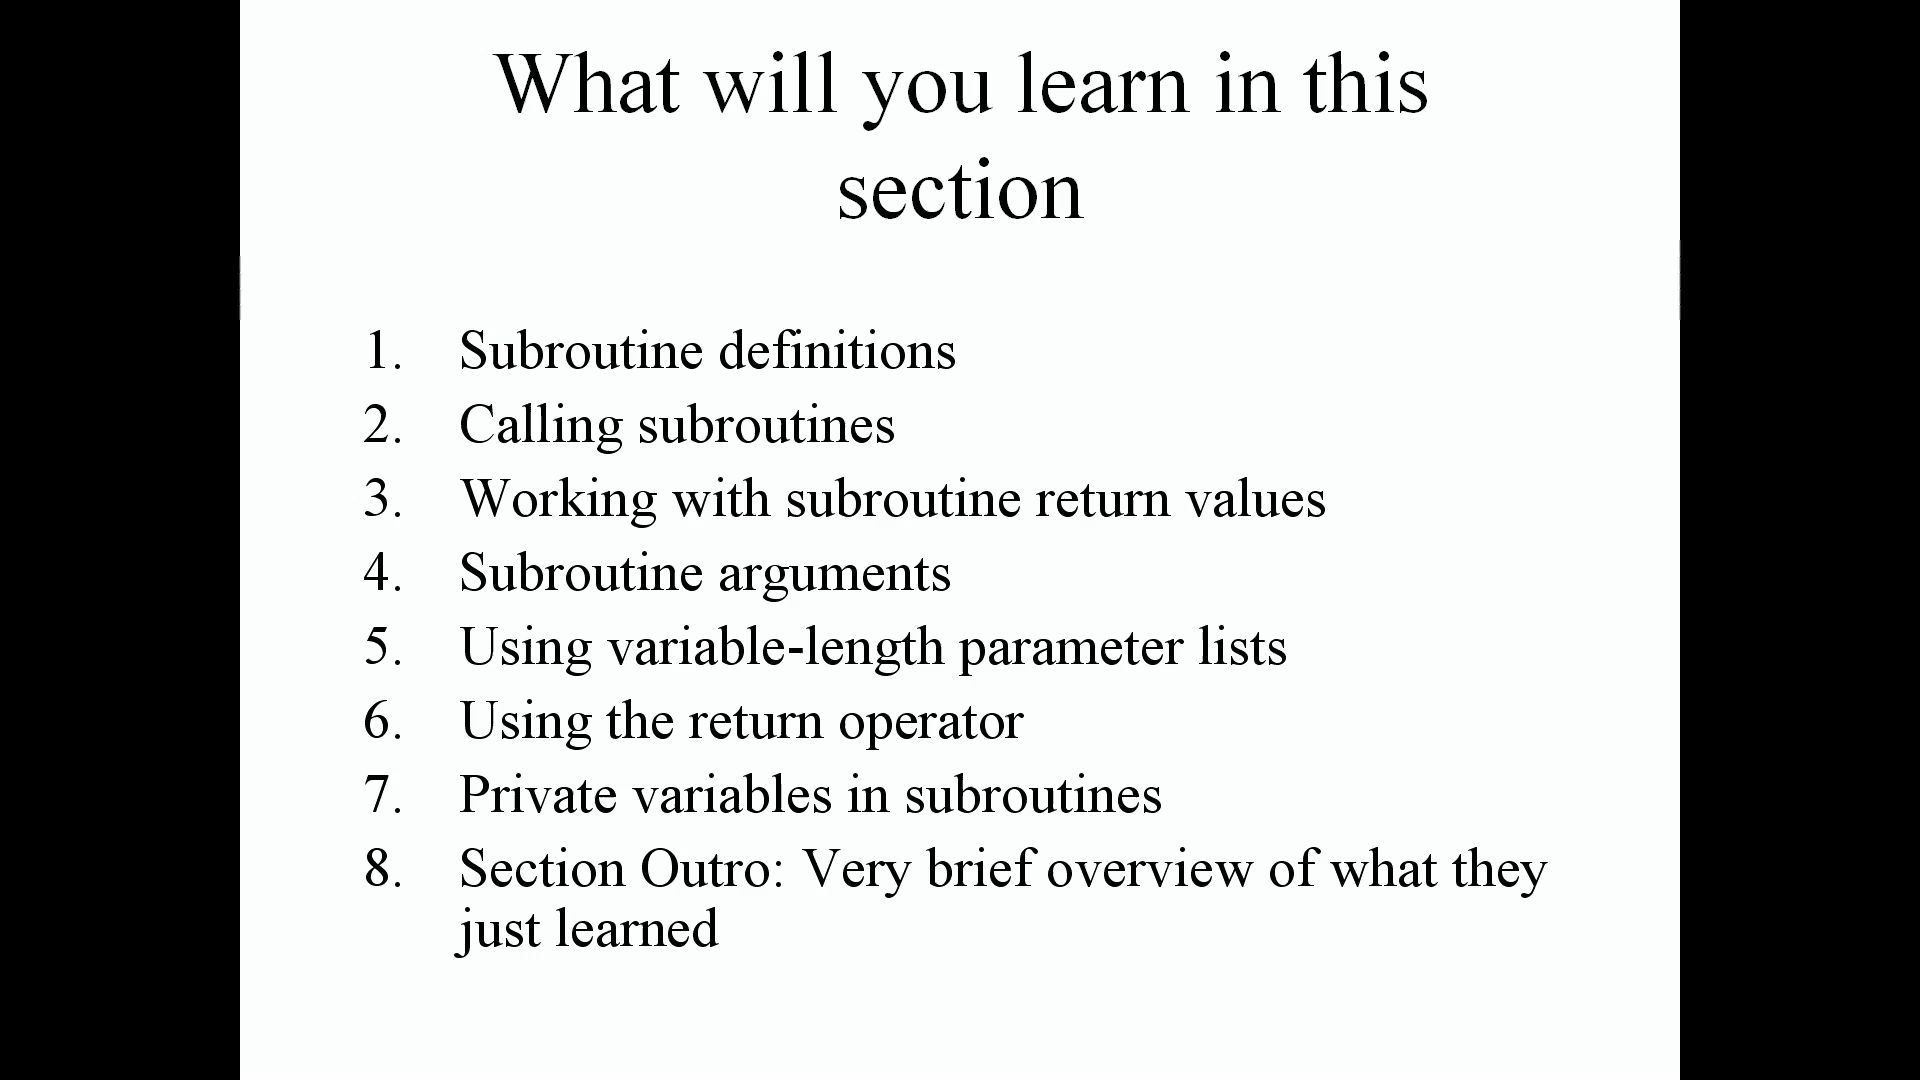 What will you learn in this
section
1. Subroutine definitions
2. Calling subroutines
3. Working with subroutine return values
4. Subroutine arguments
5. Using variable-length parameter lists
6. Using the return operator
7. Private variables in subroutines
8. Section Outro: Very brief overview of what they
just learned